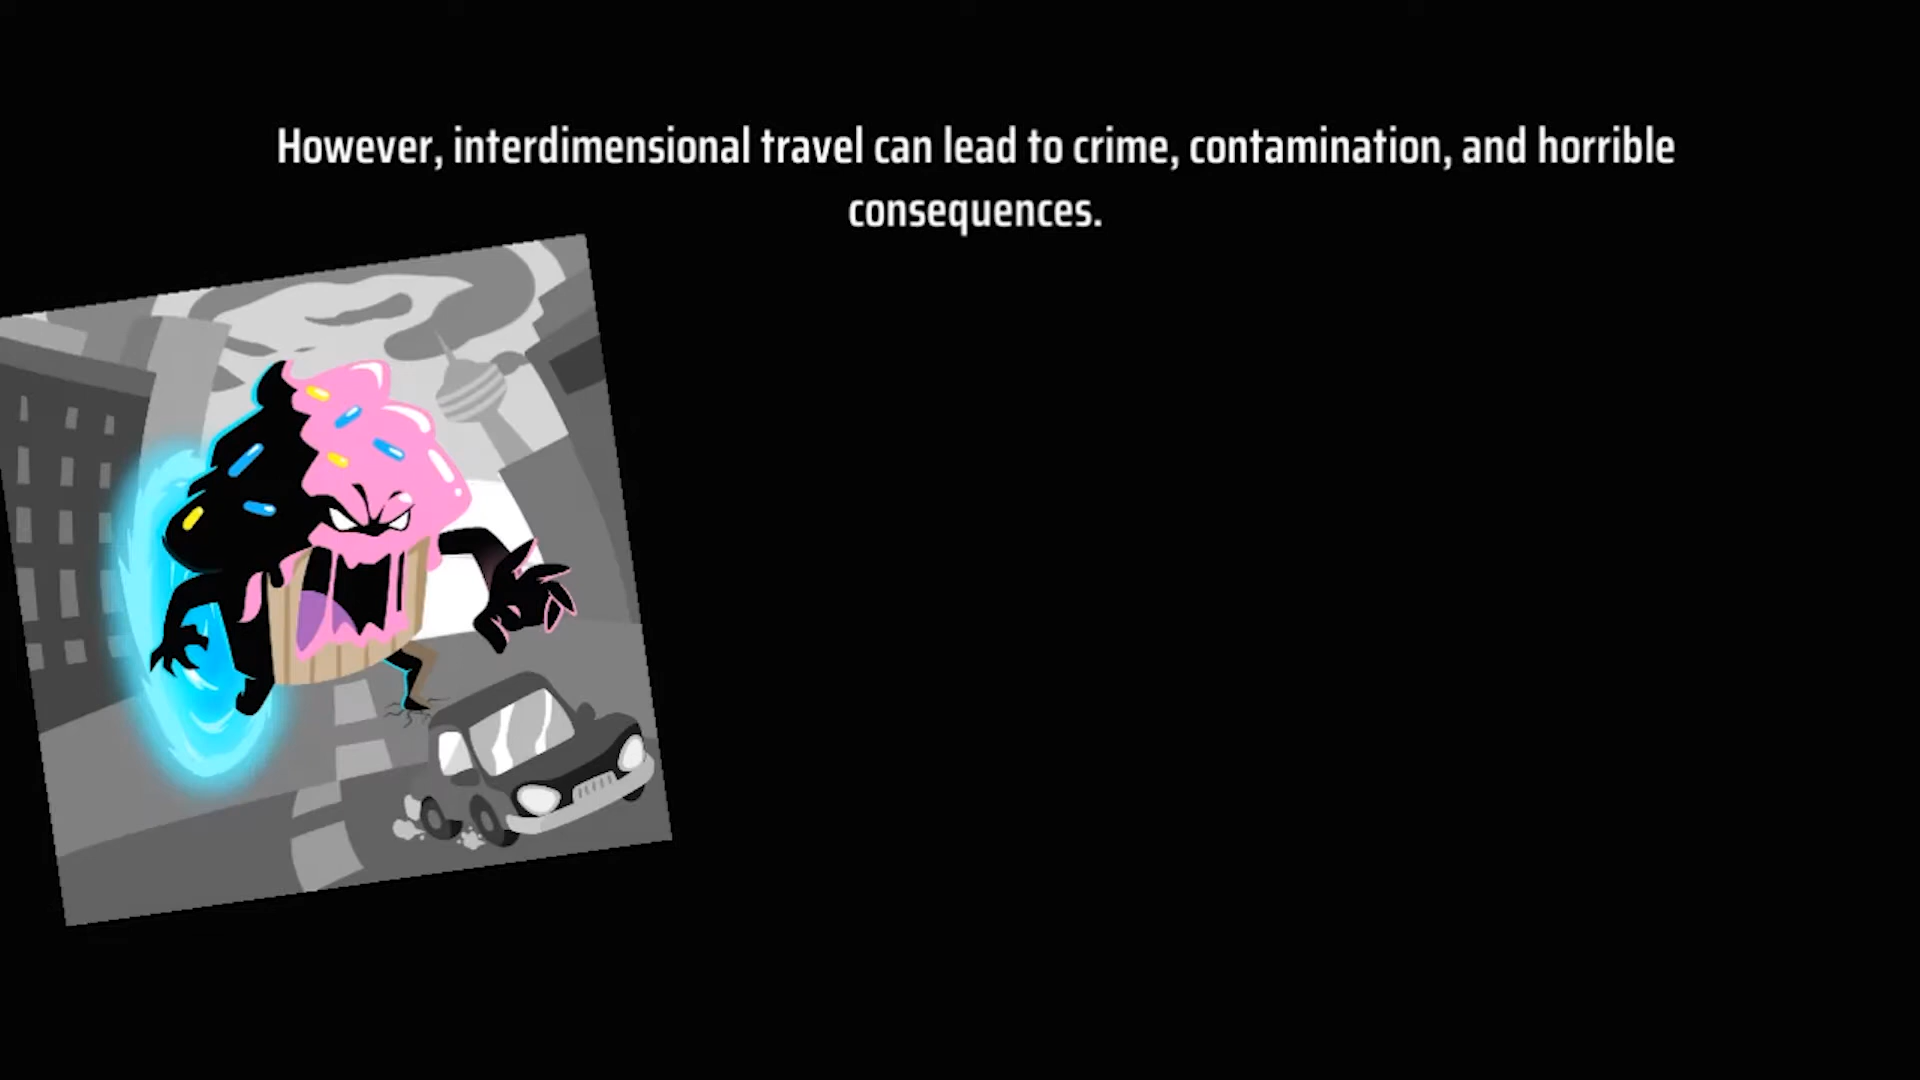 However, interdimensional travel can lead to crime, contamination, and horrible
consequences.